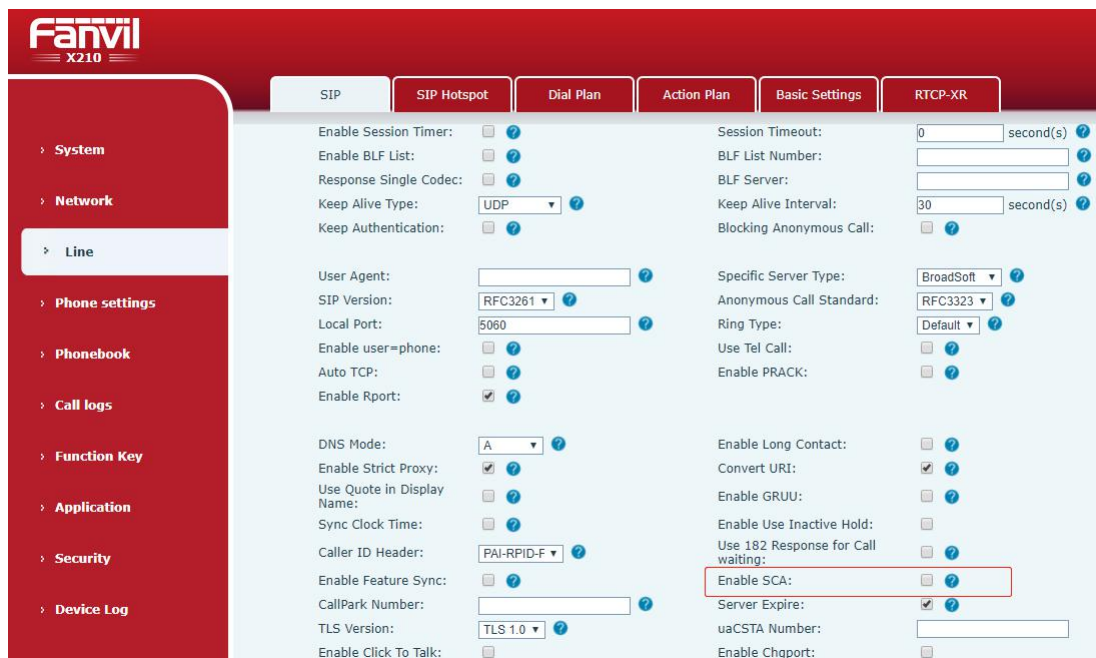 Fanvil
X210
SIP SIP Hotspot Dial Plan Action Plan Basic Settings RTCP-XR
› System
› Network
› Line
› Phone settings
› Phonebook
› Call logs
› Function Key
› Application
› Security
› Device Log
Enable Session Timer: Session Timeout: 0 second(s)
Enable BLF List: BLF List Number:
Response Single Codec: BLF Server:
Keep Alive Type: UDP Keep Alive Interval: 30 second(s)
Keep Authentication: Blocking Anonymous Call:
User Agent: Specific Server Type: BroadSoft
SIP Version: RFC3261 Anonymous Call Standard: RFC3323
Local Port: 5060 Ring Type: Default
Enable user=phone: Use Tel Call:
Auto TCP: Enable PRACK:
Enable Rport:
DNS Mode: A Enable Long Contact:
Enable Strict Proxy: Convert URI:
Use Quote in Display
Name: Enable GRUU:
Sync Clock Time: Enable Use Inactive Hold:
Caller ID Header: PAI-RPID-F Use 182 Response for Call
waiting:
Enable Feature Sync: Enable SCA:
CallPark Number: Server Expire:
TLS Version: TLS 1.0 uaCSTA Number:
Enable Click To Talk: Enable Chgport: